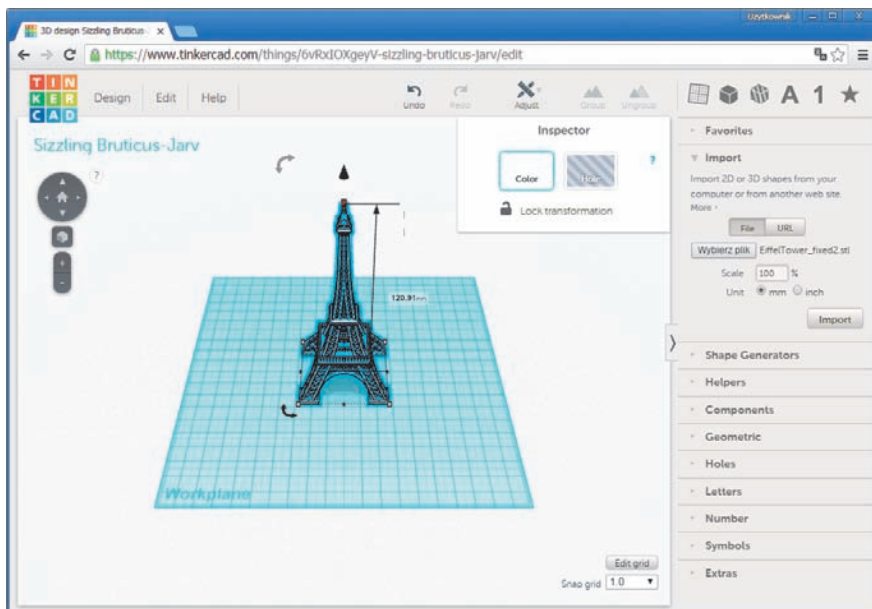 Użytkownik
3D design Sizzling Bruticus-
https://www.tinkercad.com/things/6vRxIOXgeyV-sizzling-bruticus-jarv/edit
TIN
KER
CAD
Design Edit Help
Undo Redo Adjust Group Ungroup
A 1
Sizzling Bruticus-Jarv
?
Inspector
Color Hole
?
Lock transformation
120.91mm
Workplane
Edit grid
Snap grid 1.0
Favorites
Import
Import 2D or 3D shapes from your
computer or from another web site.
More
File URL
Wybierz plik EiffelTower_fixed2.stl
Scale 100 %
Unit mm inch
Import
Shape Generators
Helpers
Components
Geometric
Holes
Letters
Number
Symbols
Extras